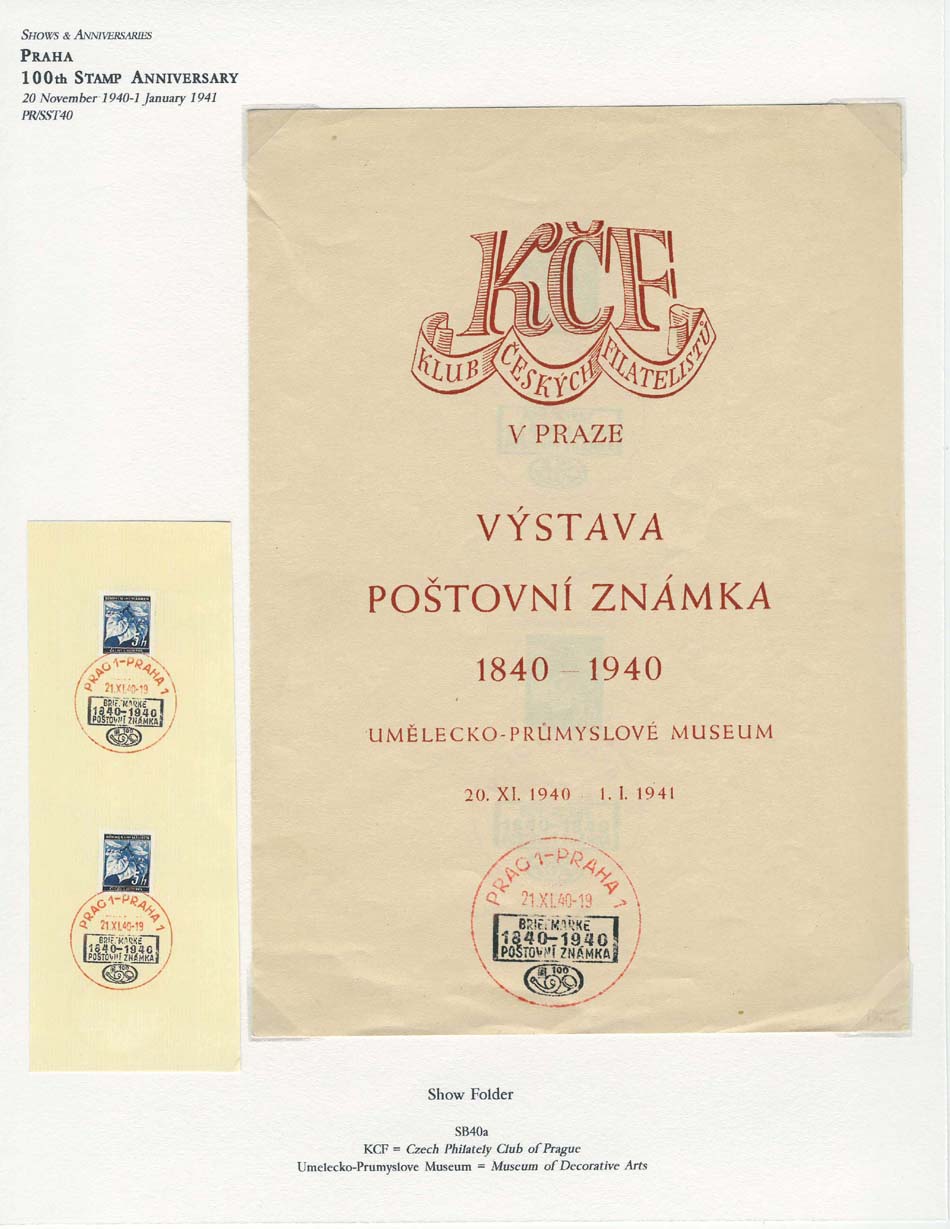 SHOWS & ANNIVERSARIES
PRAHA
100th STAMP ANNIVERSARY
20 November 1940-1 January 1941
PR/SST40
KČF
KLUB ČESKÝCH FILATELISTŮ
V PRAZE
VÝSTAVA
POŠTOVNÍ ZNÁMKA
1840 – 1940
UMĚLECKO-PRŮMYSLOVÉ MUSEUM
20. XI. 1940 1. I. 1941
PRAG 1–PRAHA 1
21.XI.40-19
BRIEFMARKE
1840–1940
POŠTOVNÍ ZNÁMKA
100
5 h
PRAG 1–PRAHA 1
21.XI.40-19
BRIEFMARKE
1840–1940
POŠTOVNÍ ZNÁMKA
100
5 h
PRAG 1–PRAHA 1
21.XI.40-19
BRIEFMARKE
1840–1940
POŠTOVNÍ ZNÁMKA
Show Folder
SB40a
KCF = Czech Philately Club of Prague
Umelecko-Prumyslove Museum = Museum of Decorative Arts